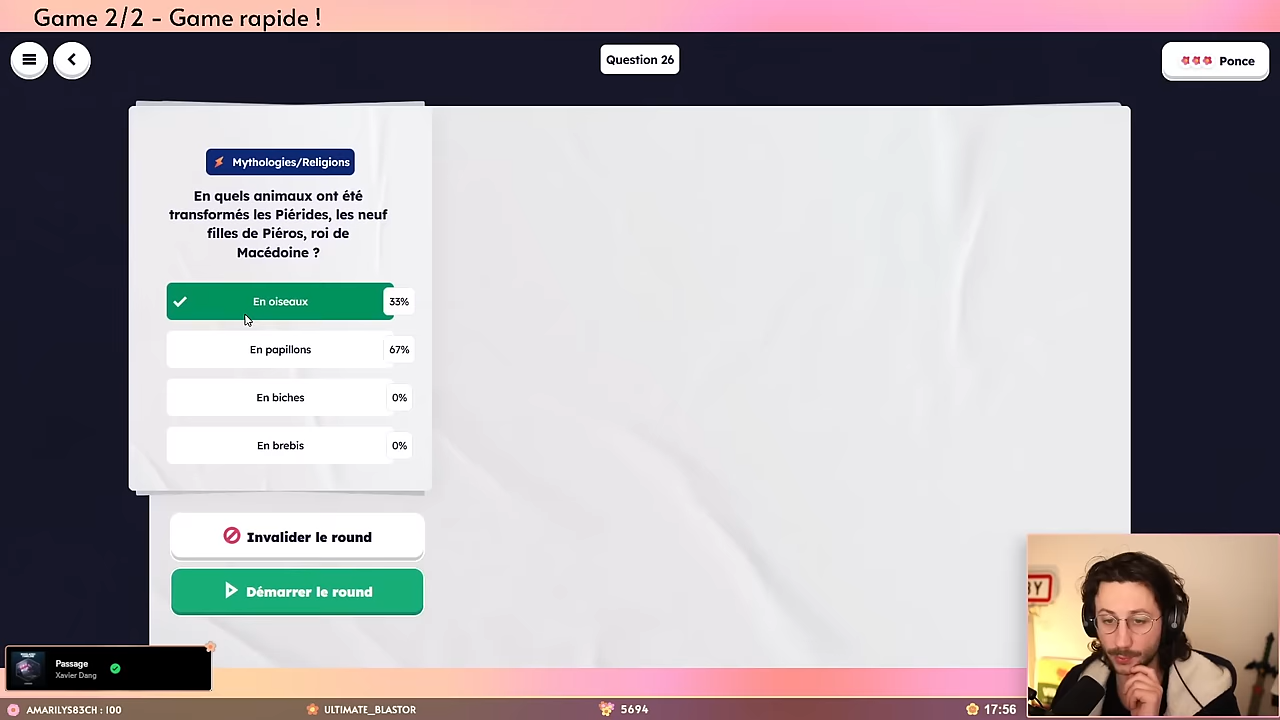 Game 2/2 - Game rapide !
Question 26
Ponce
Mythologies/Religions
En quels animaux ont été
transformés les Piérides, les neuf
filles de Piéros, roi de
Macédoine ?
En oiseaux
33%
En papillons
67%
En biches
0%
En brebis
0%
Invalider le round
Démarrer le round
BY
Passage
Xavier Dang
AMARILYS83CH : 100
ULTIMATE_BLASTOR
5694
17:56